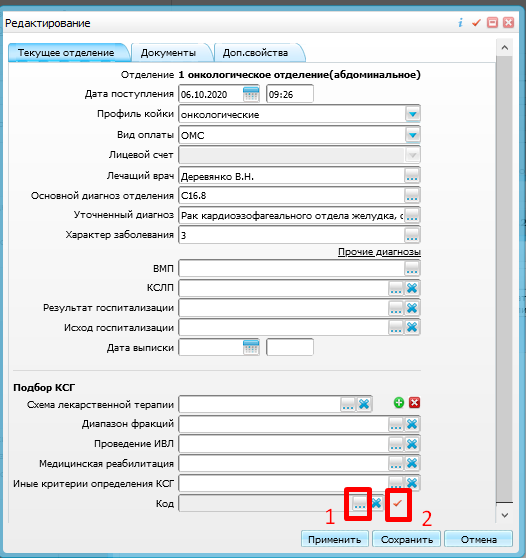 Редактирование
Текущее отделение Документы Доп.свойства
Отделение 1 онкологическое отделение(абдоминальное)
Дата поступления 06.10.2020 09:26
Профиль койки онкологические
Вид оплаты ОМС
Лицевой счет
Лечащий врач Деревянко В.Н.
Основной диагноз отделения C16.8
Уточненный диагноз Рак кардиоэзофагеального отдела желудка, с
Характер заболевания 3
Прочие диагнозы
ВМП
КСЛП
Результат госпитализации
Исход госпитализации
Дата выписки
Подбор КСГ
Схема лекарственной терапии
Диапазон фракций
Проведение ИВЛ
Медицинская реабилитация
Иные критерии определения КСГ
Код
1 2
Применить Сохранить Отмена